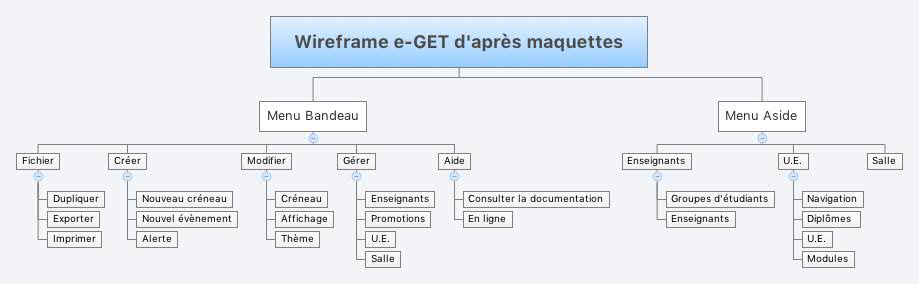 Wireframe e-GET d'après maquettes
Menu Bandeau
Menu Aside
Fichier
Créer
Modifier
Gérer
Aide
Enseignants
U.E.
Salle
Dupliquer
Exporter
Imprimer
Nouveau créneau
Nouvel évènement
Alerte
Créneau
Affichage
Thème
Enseignants
Promotions
U.E.
Salle
Consulter la documentation
En ligne
Groupes d'étudiants
Enseignants
Navigation
Diplômes
U.E.
Modules